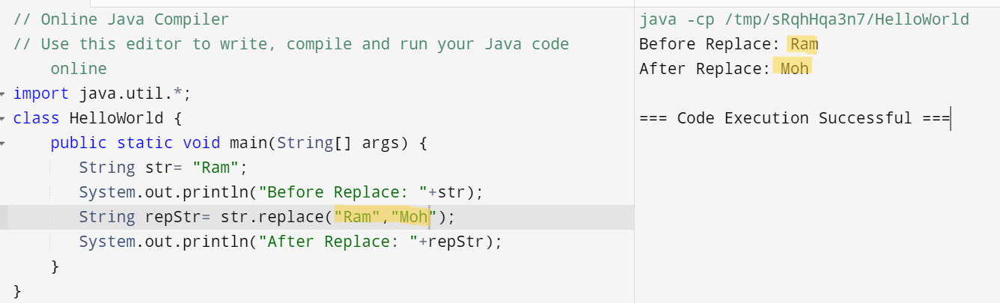 // Online Java Compiler
// Use this editor to write, compile and run your Java code
online
import java.util.*;
class HelloWorld {
public static void main(String[] args) {
String str= "Ram";
System.out.println("Before Replace: "+str);
String repStr= str.replace("Ram","Moh");
System.out.println("After Replace: "+repStr);
}
}
java -cp /tmp/sRqhHqa3n7/HelloWorld
Before Replace: Ram
After Replace: Moh
=== Code Execution Successful ===